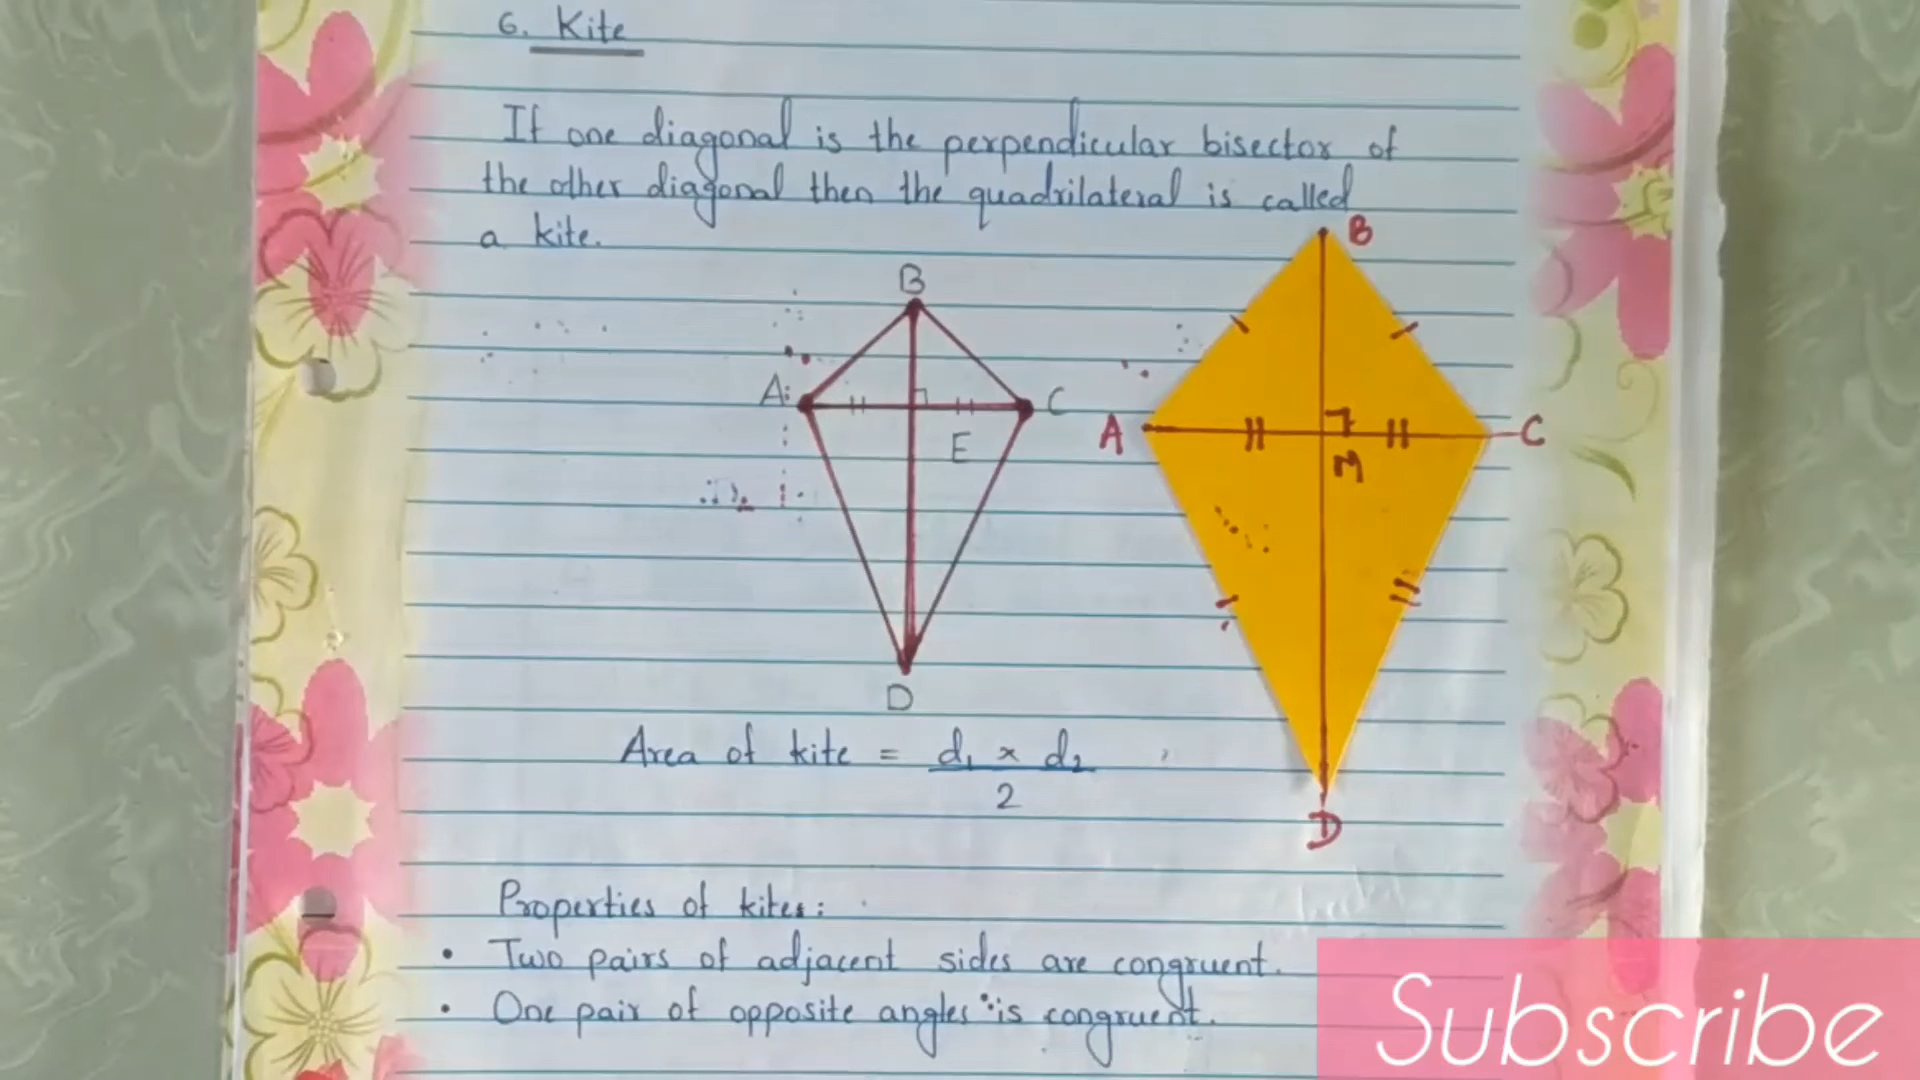 6. Kite
If one diagonal is the perpendicular bisector of
the other diagonal then the quadrilateral is called
a kite.
B
A
C
E
D
B
A
C
M
D
Area of kite = d₁ × d₂
2
Properties of kites:
• Two pairs of adjacent sides are congruent.
• One pair of opposite angles is congruent.
Subscribe